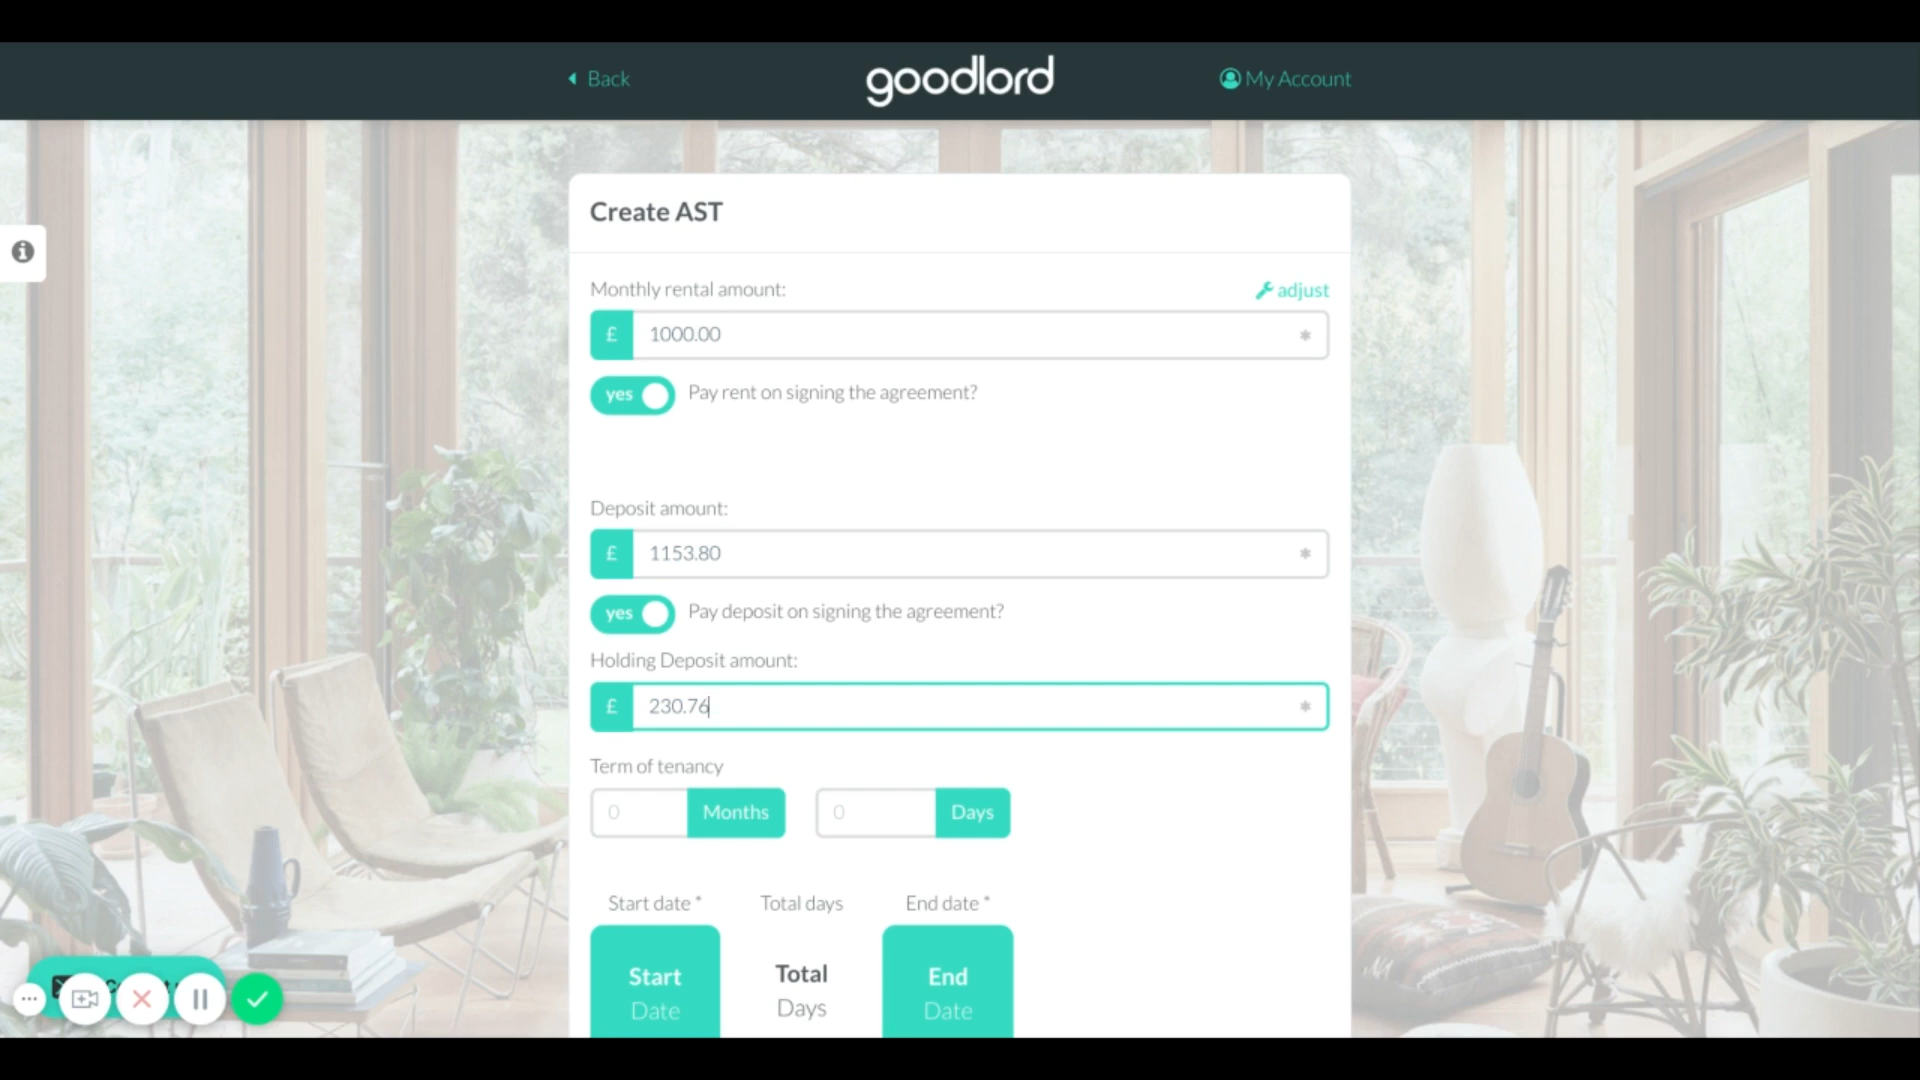 Back
goodlord
My Account
Create AST
Monthly rental amount:
adjust
£ 1000.00 *
yes Pay rent on signing the agreement?
Deposit amount:
£ 1153.80 *
yes Pay deposit on signing the agreement?
Holding Deposit amount:
£ 230.76 *
Term of tenancy
0 Months 0 Days
Start date * Total days End date *
Start Total End
Date Days Date